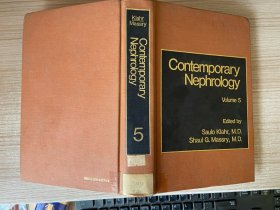 Klahr
Massry
Contemporary
Nephrology
5
Contemporary
Nephrology
Volume 5
Edited by
Saulo Klahr, M.D.
Shaul G. Massry, M.D.